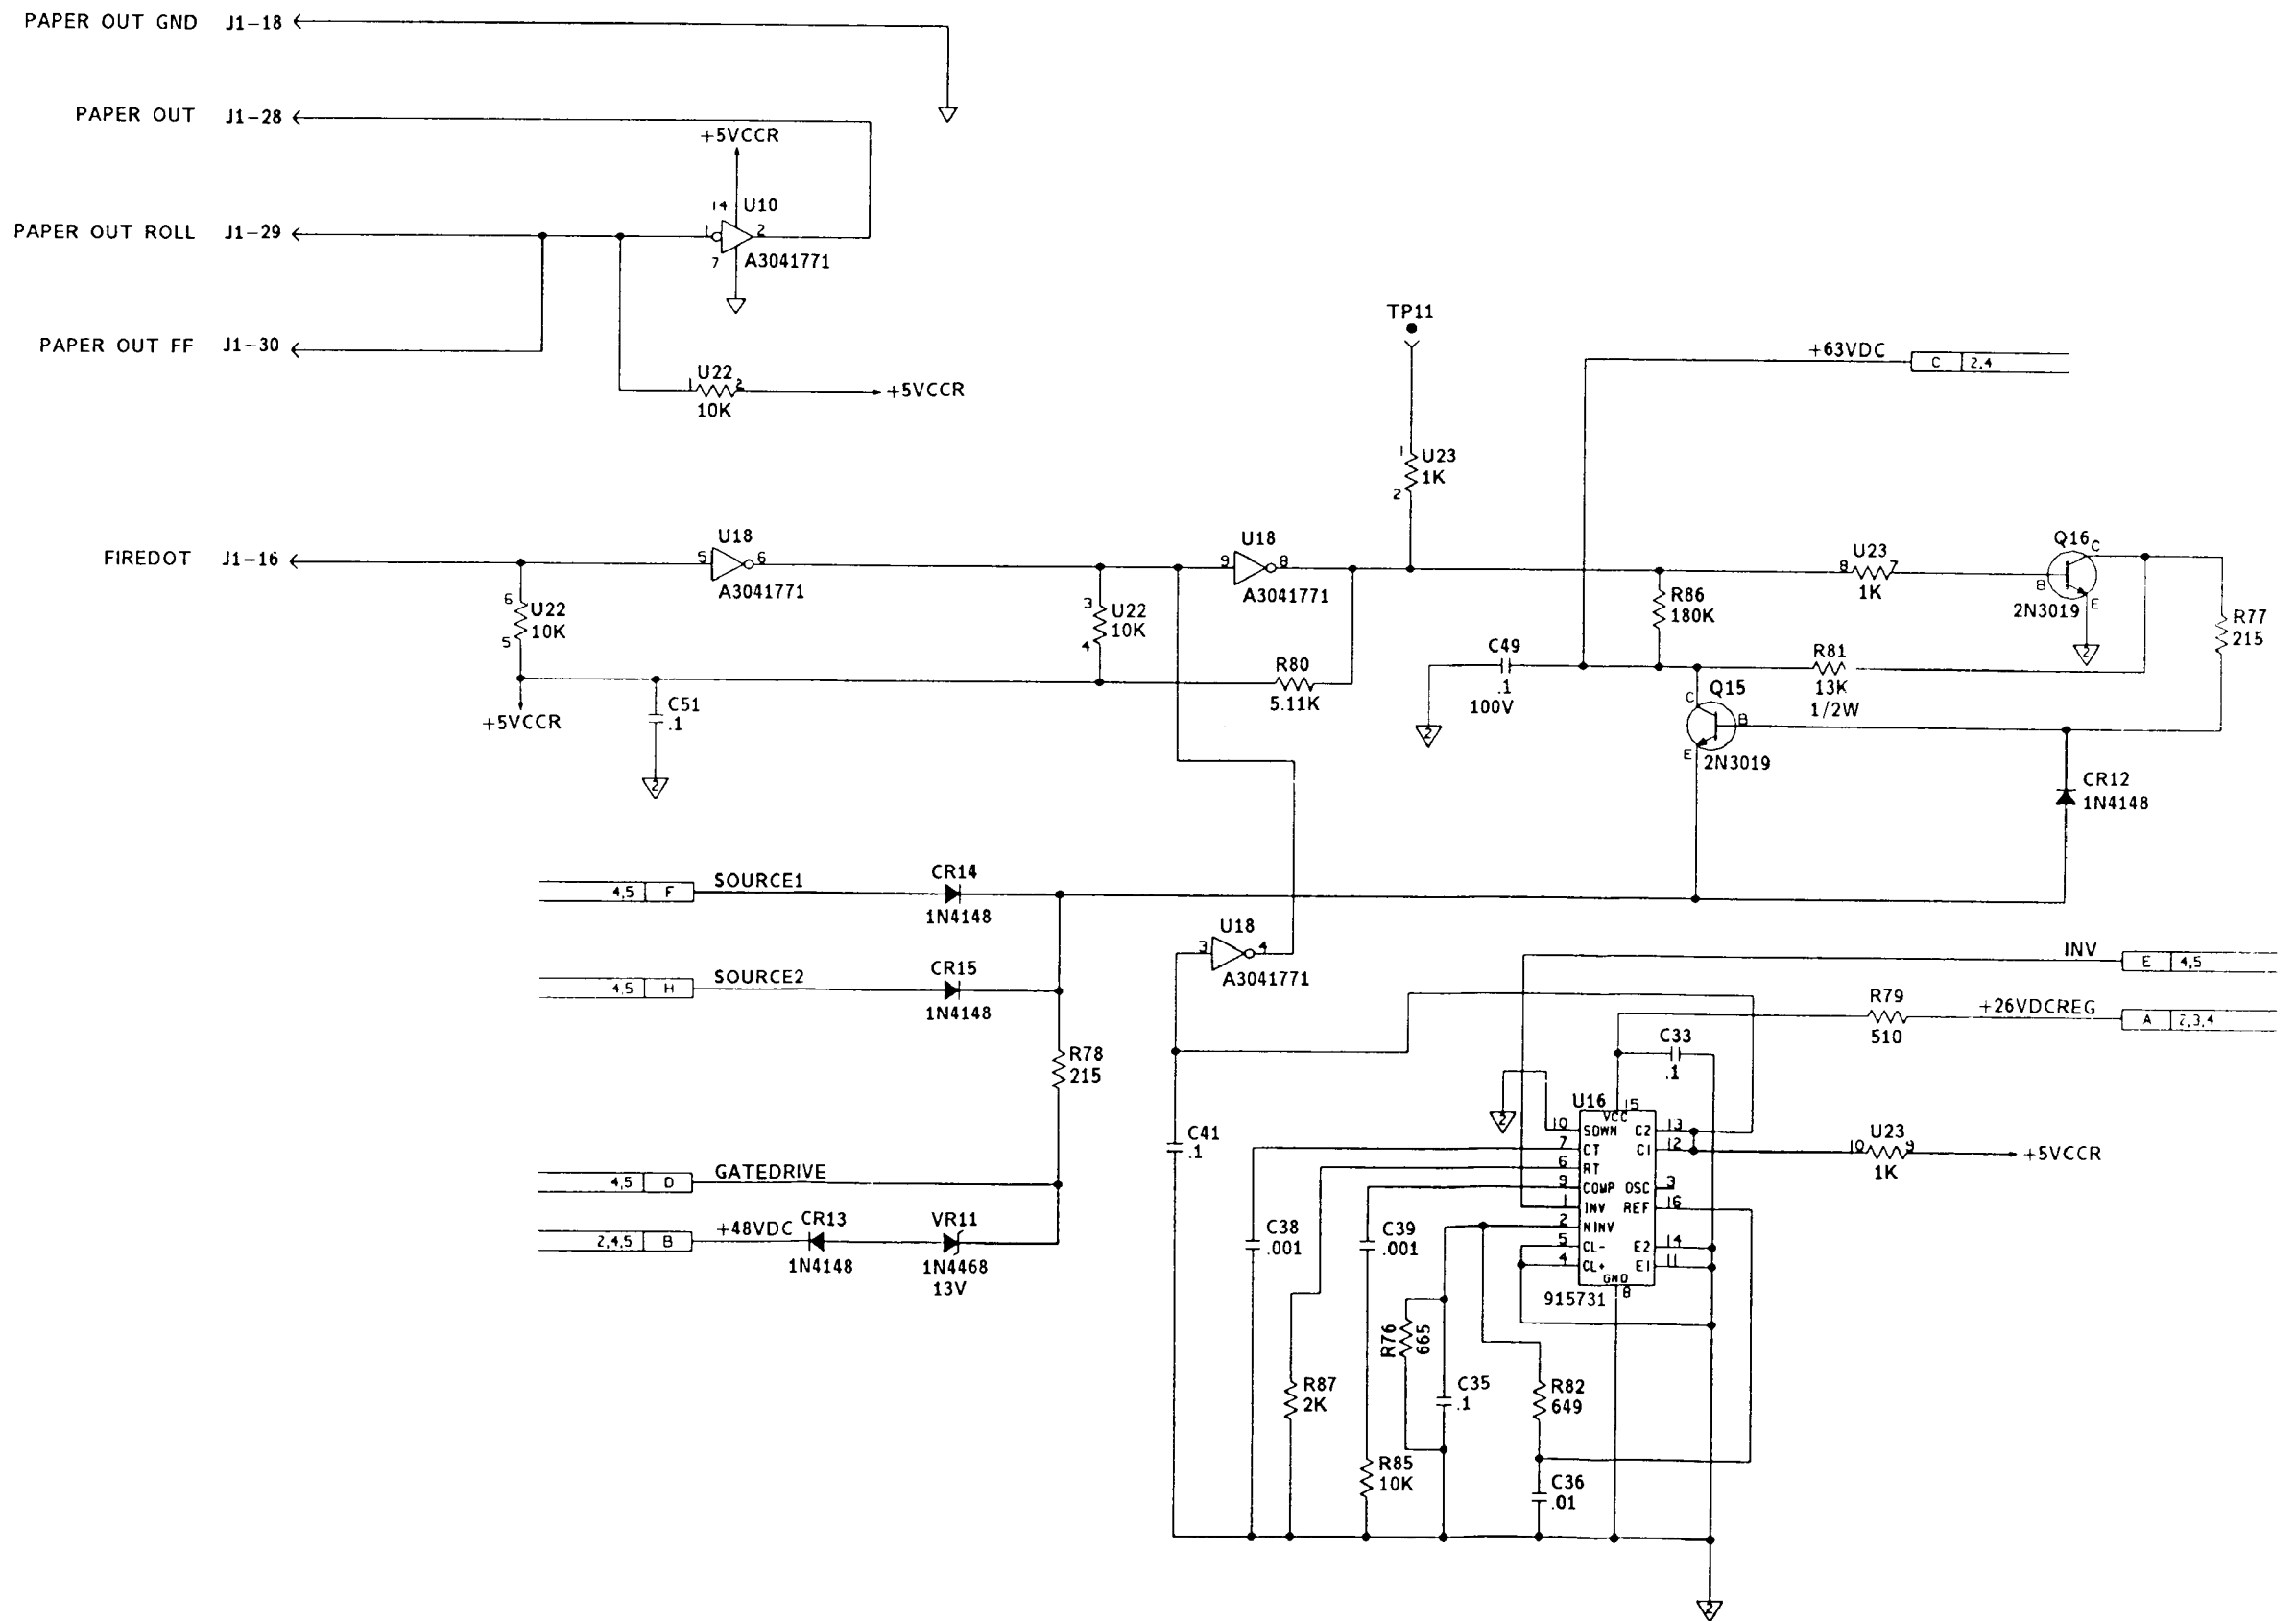 PAPER OUT GND J1-18
PAPER OUT J1-28
+5VCCR
14 U10
PAPER OUT ROLL J1-29
1 2
7 A3041771
TP11
PAPER OUT FF J1-30
+63VDC
C 2,4
U22
1 2
10K
+5VCCR
1 U23
1K
2
FIREDOT J1-16
U18
5 6
A3041771
U18
9 8
A3041771
U23
8 7
1K
Q16
C
B
E
2N3019
6 U22
10K
5
3 U22
10K
4
R86
180K
R77
215
C49
.1
100V
R81
13K
1/2W
R80
5.11K
C51
.1
+5VCCR
2
2
2
Q15
C
B
E
2N3019
CR12
1N4148
4,5 F SOURCE1
CR14
1N4148
U18
3 4
A3041771
INV
E 4,5
4,5 H SOURCE2
CR15
1N4148
R79
510
+26VDCREG
A 2,3,4
C33
.1
R78
215
2
U16
15
VCC
10 SDWN C2 13
7 CT C1 12
6 RT
9 COMP OSC 3
1 INV REF 16
2 NINV
5 CL- E2 14
4 CL+ E1 11
GND
8
915731
U23
10 9
1K
+5VCCR
C41
.1
4,5 D GATEDRIVE
2,4,5 B +48VDC
CR13
1N4148
VR11
1N4468
13V
C38
.001
C39
.001
R76
665
R87
2K
C35
.1
R82
649
R85
10K
C36
.01
2